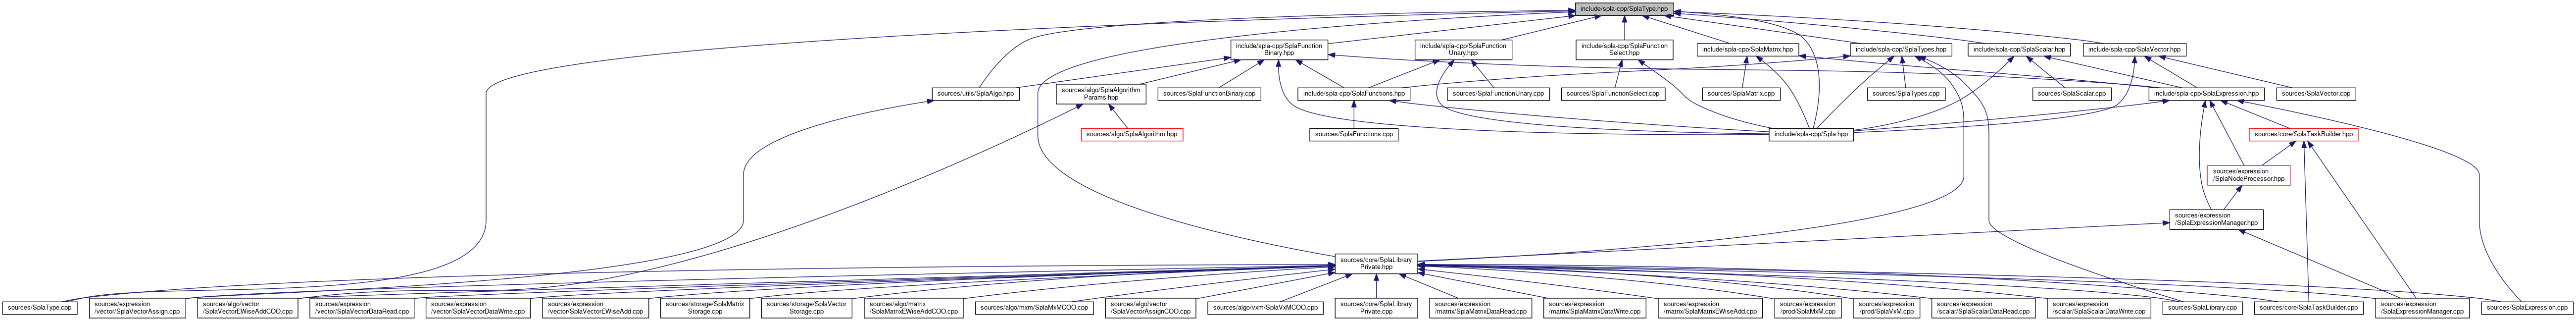 include/spla-cpp/SplaType.hpp
include/spla-cpp/SplaFunction
Binary.hpp
include/spla-cpp/SplaFunction
Unary.hpp
include/spla-cpp/SplaFunction
Select.hpp
include/spla-cpp/SplaMatrix.hpp
include/spla-cpp/SplaTypes.hpp
include/spla-cpp/SplaScalar.hpp
include/spla-cpp/SplaVector.hpp
sources/utils/SplaAlgo.hpp
sources/algo/SplaAlgorithm
Params.hpp
sources/SplaFunctionBinary.cpp
include/spla-cpp/SplaFunctions.hpp
sources/SplaFunctionUnary.cpp
sources/SplaFunctionSelect.cpp
sources/SplaMatrix.cpp
sources/SplaTypes.cpp
sources/SplaScalar.cpp
include/spla-cpp/SplaExpression.hpp
sources/SplaVector.cpp
sources/algo/SplaAlgorithm.hpp
sources/SplaFunctions.cpp
include/spla-cpp/Spla.hpp
sources/core/SplaTaskBuilder.hpp
sources/expression
/SplaNodeProcessor.hpp
sources/expression
/SplaExpressionManager.hpp
sources/core/SplaLibrary
Private.hpp
sources/SplaType.cpp
sources/expression
/vector/SplaVectorAssign.cpp
sources/algo/vector
/SplaVectorEWiseAddCOO.cpp
sources/expression
/vector/SplaVectorDataRead.cpp
sources/expression
/vector/SplaVectorDataWrite.cpp
sources/expression
/vector/SplaVectorEWiseAdd.cpp
sources/storage/SplaMatrix
Storage.cpp
sources/storage/SplaVector
Storage.cpp
sources/algo/matrix
/SplaMatrixEWiseAddCOO.cpp
sources/algo/mxm/SplaMxMCOO.cpp
sources/algo/vector
/SplaVectorAssignCOO.cpp
sources/algo/vxm/SplaVxMCOO.cpp
sources/core/SplaLibrary
Private.cpp
sources/expression
/matrix/SplaMatrixDataRead.cpp
sources/expression
/matrix/SplaMatrixDataWrite.cpp
sources/expression
/matrix/SplaMatrixEWiseAdd.cpp
sources/expression
/prod/SplaMxM.cpp
sources/expression
/prod/SplaVxM.cpp
sources/expression
/scalar/SplaScalarDataRead.cpp
sources/expression
/scalar/SplaScalarDataWrite.cpp
sources/SplaLibrary.cpp
sources/core/SplaTaskBuilder.cpp
sources/expression
/SplaExpressionManager.cpp
sources/SplaExpression.cpp